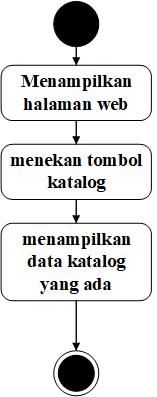 Menampilkan
halaman web
menekan tombol
katalog
menampilkan
data katalog
yang ada